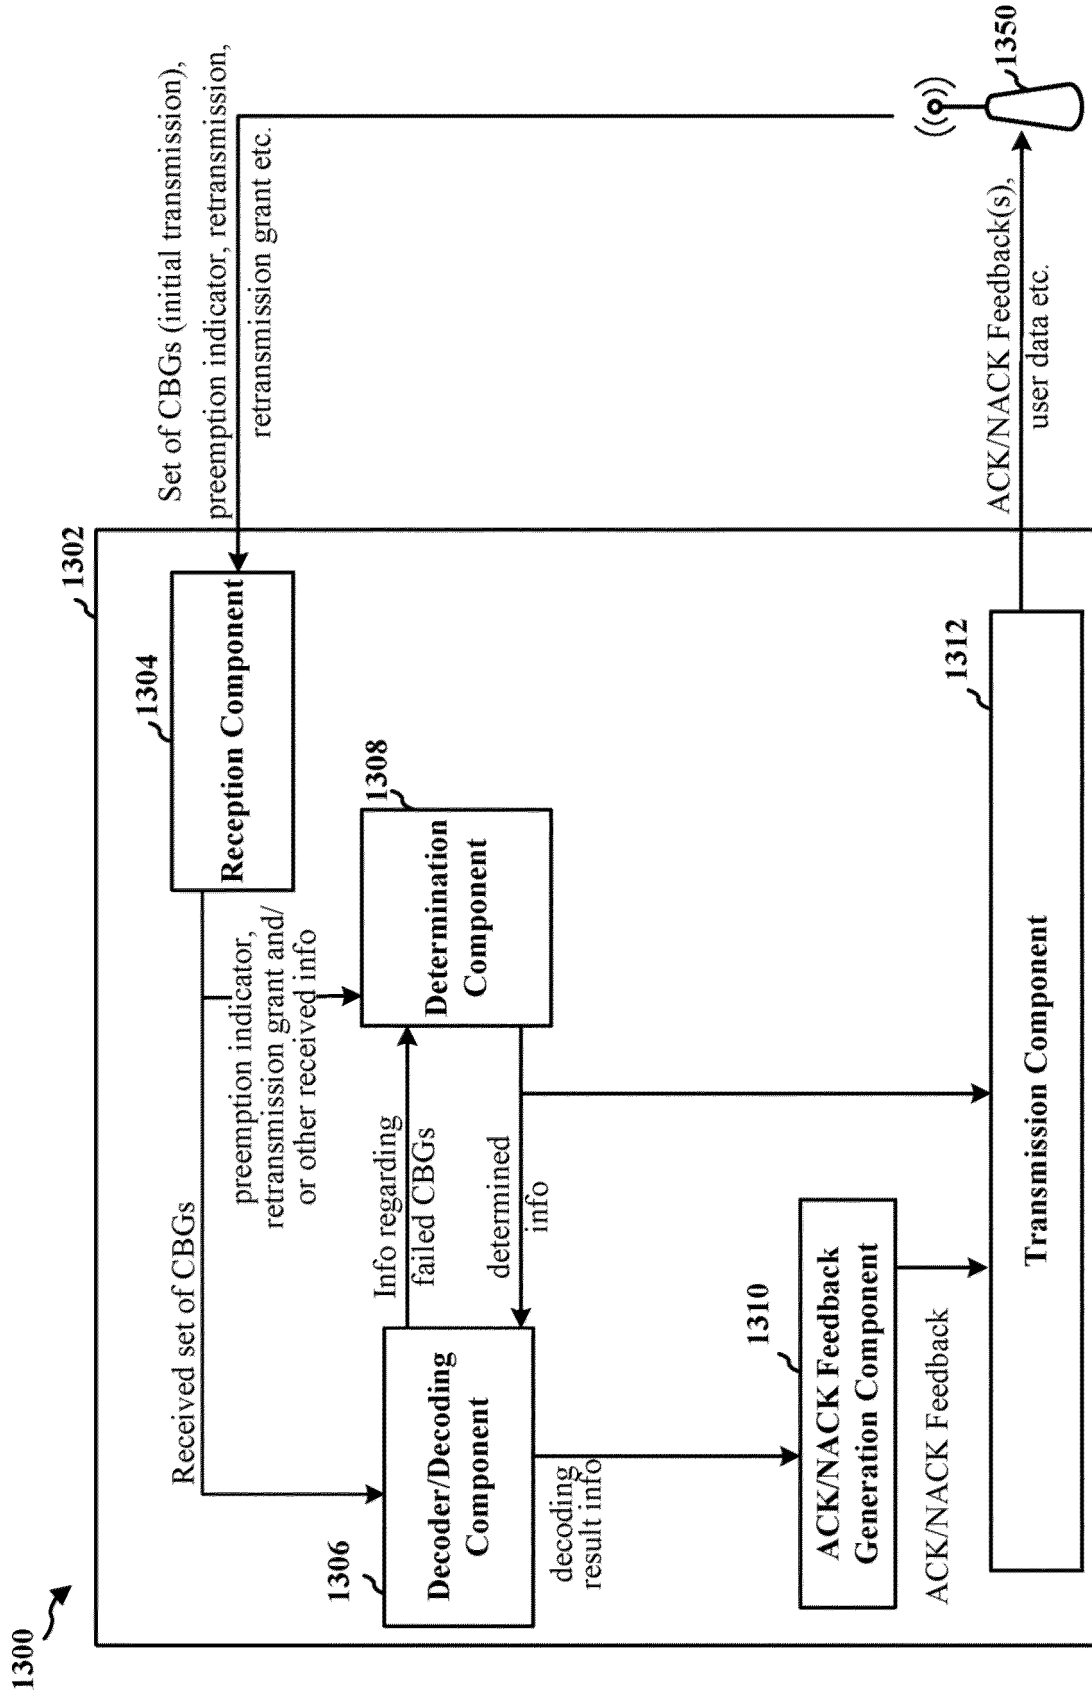 1300
1302
Set of CBGs (initial transmission),
preemption indicator, retransmission,
retransmission grant etc.
1304
Reception Component
Received set of CBGs
preemption indicator,
retransmission grant and/
or other received info
1308
Determination
Component
Info regarding
failed CBGs
determined
info
1306
Decoder/Decoding
Component
decoding
result info
1310
ACK/NACK Feedback
Generation Component
ACK/NACK Feedback
1312
Transmission Component
ACK/NACK Feedback(s),
user data etc.
1350